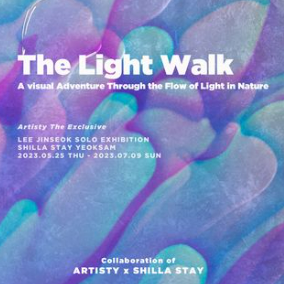 The Light Walk
A visual Adventure Through the Flow of Light in Nature
Artisty The Exclusive
LEE JINSEOK SOLO EXHIBITION
SHILLA STAY YEOKSAM
2023.05.25 THU - 2023.07.09 SUN
Collaboration of
ARTISTY x SHILLA STAY